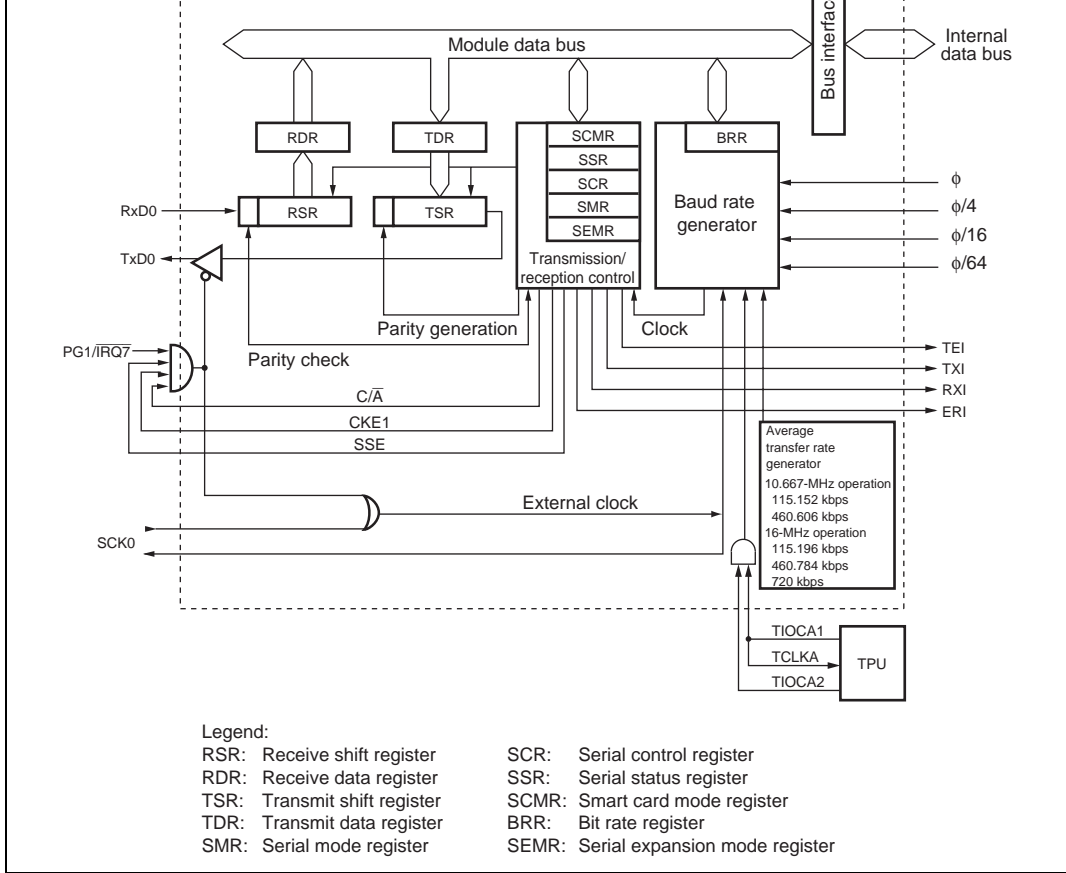 Module data bus
Bus interfac
Internal
data bus
RDR
TDR
SCMR
SSR
SCR
SMR
SEMR
BRR
RxD0
RSR
TSR
TxD0
Transmission/
reception control
Baud rate
generator
ϕ
ϕ/4
ϕ/16
ϕ/64
Parity generation
Clock
Parity check
PG1/I̅R̅Q̅7̅
C/A̅
CKE1
SSE
TEI
TXI
RXI
ERI
Average
transfer rate
generator
10.667-MHz operation
115.152 kbps
460.606 kbps
16-MHz operation
115.196 kbps
460.784 kbps
720 kbps
External clock
SCK0
TIOCA1
TCLKA
TIOCA2
TPU
Legend:
RSR: Receive shift register
RDR: Receive data register
TSR: Transmit shift register
TDR: Transmit data register
SMR: Serial mode register
SCR: Serial control register
SSR: Serial status register
SCMR: Smart card mode register
BRR: Bit rate register
SEMR: Serial expansion mode register